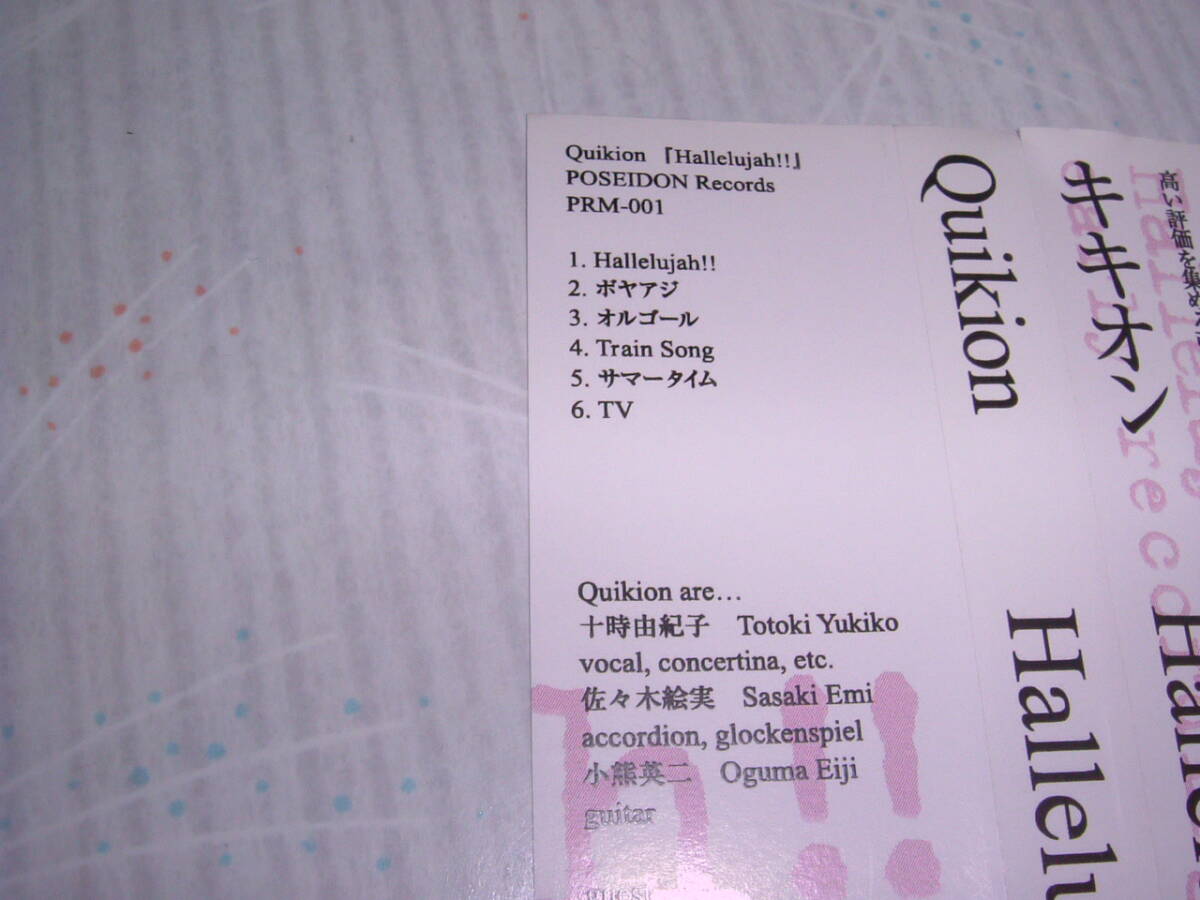 Quikion 『Hallelujah!!』
POSEIDON Records
PRM-001
1. Hallelujah!!
2. ボヤアジ
3. オルゴール
4. Train Song
5. サマータイム
6. TV
Quikion are…
十時由紀子 Totoki Yukiko
vocal, concertina, etc.
佐々木絵実 Sasaki Emi
accordion, glockenspiel
小熊英二 Oguma Eiji
guitar
guest
Quikion
Hallelu
キキオン
高い評価を集め